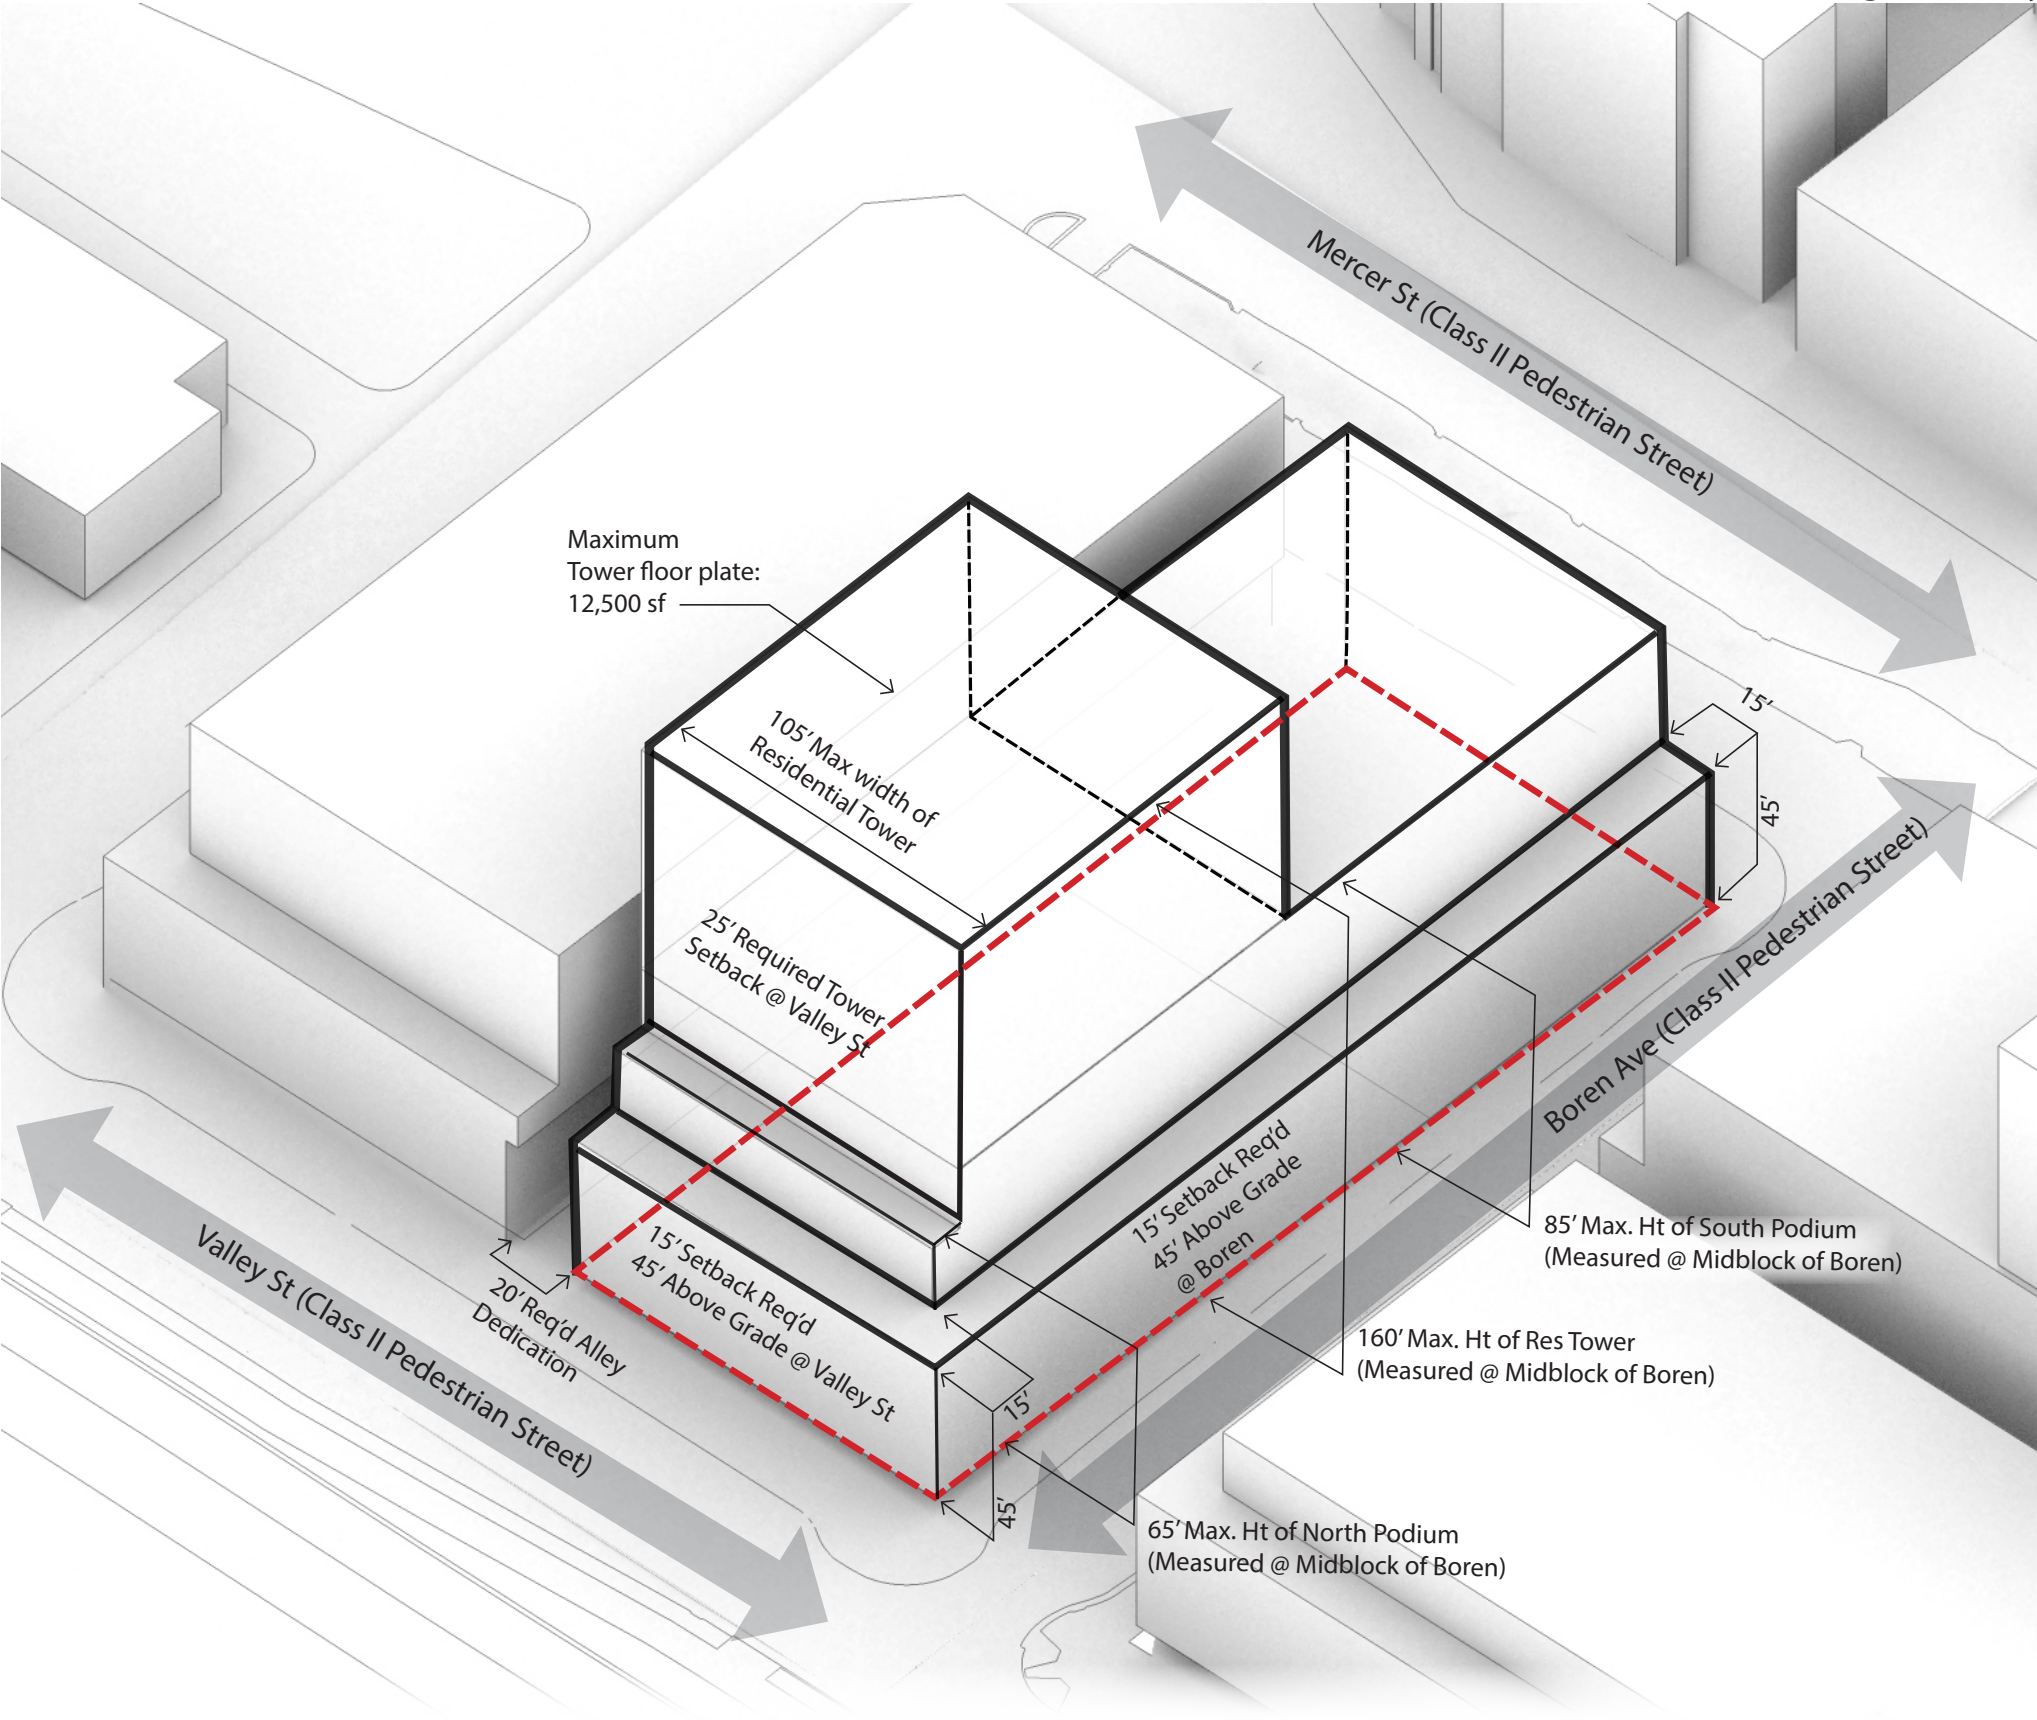 Mercer St (Class II Pedestrian Street)
Maximum
Tower floor plate:
12,500 sf
105' Max width of
Residential Tower
15'
45'
25' Required Tower
Setback @ Valley St
Boren Ave (Class II Pedestrian Street)
15' Setback Req'd
45' Above Grade
@ Boren
85' Max. Ht of South Podium
(Measured @ Midblock of Boren)
15' Setback Req'd
45' Above Grade @ Valley St
Valley St (Class II Pedestrian Street)
20' Req'd Alley
Dedication
160' Max. Ht of Res Tower
(Measured @ Midblock of Boren)
15'
45'
65' Max. Ht of North Podium
(Measured @ Midblock of Boren)